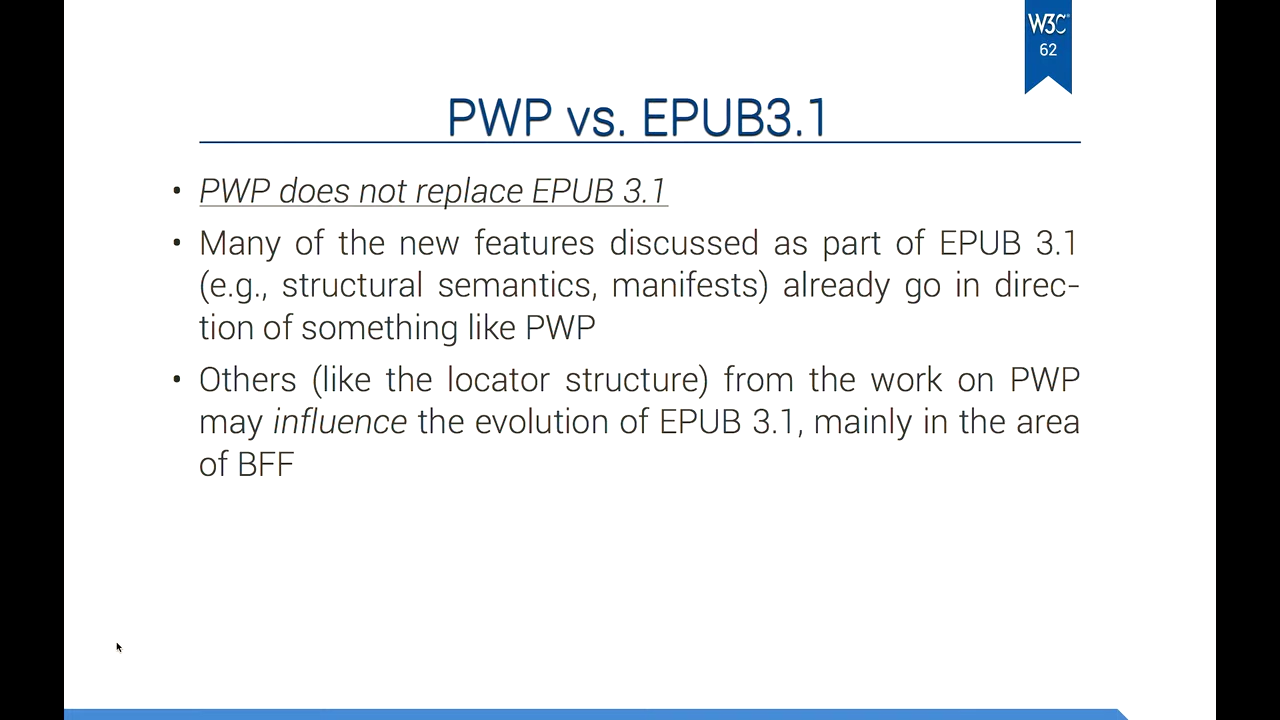 W3C®
62
PWP vs. EPUB3.1
• PWP does not replace EPUB 3.1
• Many of the new features discussed as part of EPUB 3.1
(e.g., structural semantics, manifests) already go in direc-
tion of something like PWP
• Others (like the locator structure) from the work on PWP
may influence the evolution of EPUB 3.1, mainly in the area
of BFF